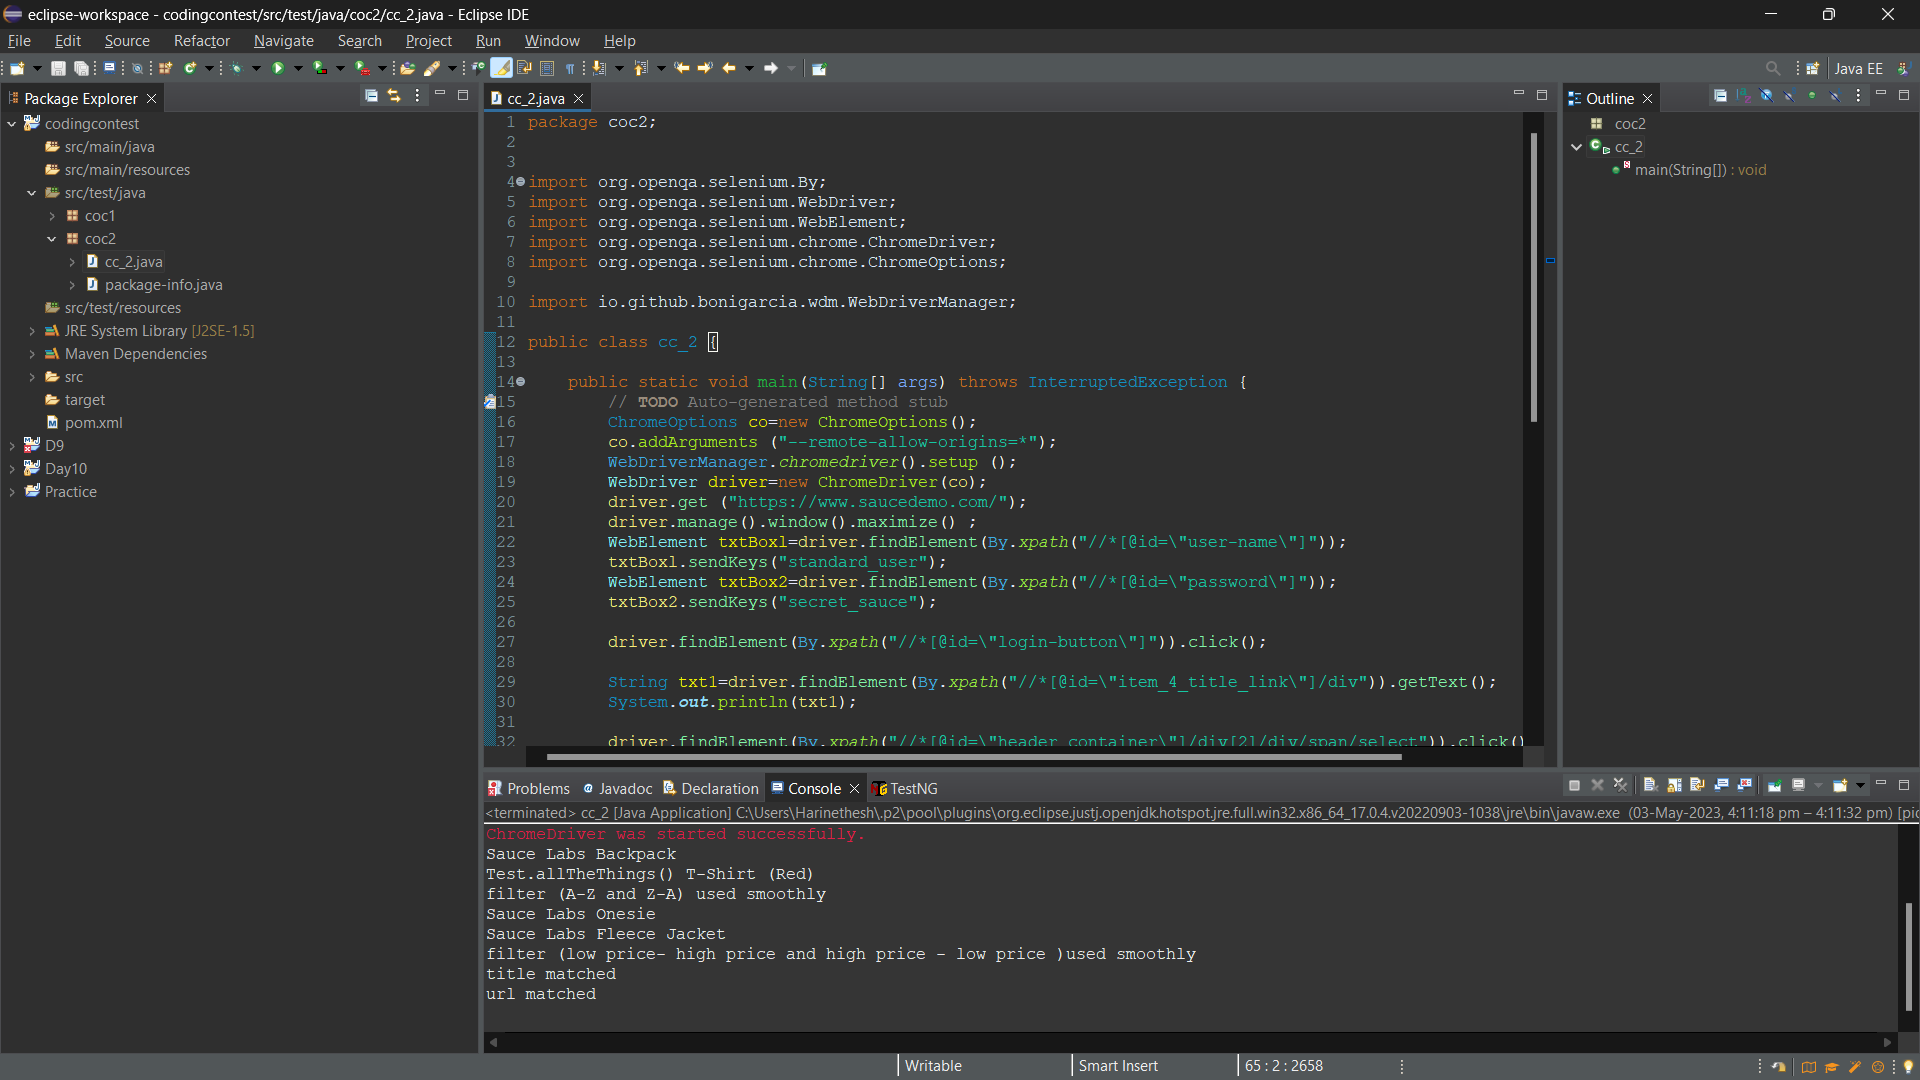 eclipse-workspace - codingcontest/src/test/java/coc2/cc_2.java - Eclipse IDE
File Edit Source Refactor Navigate Search Project Run Window Help
Java EE
Package Explorer
codingcontest
src/main/java
src/main/resources
src/test/java
coc1
coc2
cc_2.java
package-info.java
src/test/resources
JRE System Library [J2SE-1.5]
Maven Dependencies
src
target
pom.xml
D9
Day10
Practice
cc_2.java
1 package coc2;
2
3
4 import org.openqa.selenium.By;
5 import org.openqa.selenium.WebDriver;
6 import org.openqa.selenium.WebElement;
7 import org.openqa.selenium.chrome.ChromeDriver;
8 import org.openqa.selenium.chrome.ChromeOptions;
9
10 import io.github.bonigarcia.wdm.WebDriverManager;
11
12 public class cc_2 {
13
14 public static void main(String[] args) throws InterruptedException {
15 // TODO Auto-generated method stub
16 ChromeOptions co=new ChromeOptions();
17 co.addArguments ("--remote-allow-origins=*");
18 WebDriverManager.chromedriver().setup ();
19 WebDriver driver=new ChromeDriver(co);
20 driver.get ("https://www.saucedemo.com/");
21 driver.manage().window().maximize() ;
22 WebElement txtBoxl=driver.findElement(By.xpath("//*[@id=\"user-name\"]"));
23 txtBoxl.sendKeys("standard_user");
24 WebElement txtBox2=driver.findElement(By.xpath("//*[@id=\"password\"]"));
25 txtBox2.sendKeys("secret_sauce");
26
27 driver.findElement(By.xpath("//*[@id=\"login-button\"]")).click();
28
29 String txt1=driver.findElement(By.xpath("//*[@id=\"item_4_title_link\"]/div")).getText();
30 System.out.println(txt1);
31
32 driver.findElement(By.xpath("//*[@id=\"header_container\"]/div[2]/div/span/select")).click()
Outline
coc2
cc_2
main(String[]) : void
Problems Javadoc Declaration Console TestNG
<terminated> cc_2 [Java Application] C:\Users\Harinethesh\.p2\pool\plugins\org.eclipse.justj.openjdk.hotspot.jre.full.win32.x86_64_17.0.4.v20220903-1038\jre\bin\javaw.exe (03-May-2023, 4:11:18 pm – 4:11:32 pm) [pic
ChromeDriver was started successfully.
Sauce Labs Backpack
Test.allTheThings() T-Shirt (Red)
filter (A-Z and Z-A) used smoothly
Sauce Labs Onesie
Sauce Labs Fleece Jacket
filter (low price- high price and high price - low price )used smoothly
title matched
url matched
Writable Smart Insert 65 : 2 : 2658